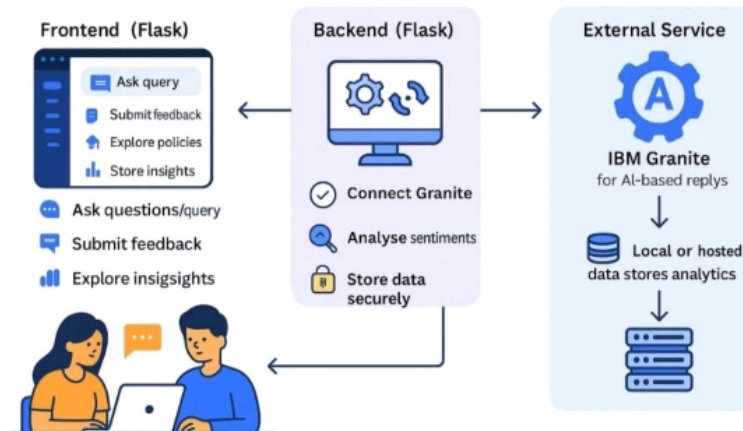 Frontend (Flask)
Ask query
Submit feedback
Explore policies
Store insights
Ask questions/query
Submit feedback
Explore insigsights
Backend (Flask)
Connect Granite
Analyse sentiments
Store data
securely
External Service
A
IBM Granite
for AI-based replys
Local or hosted
data stores analytics